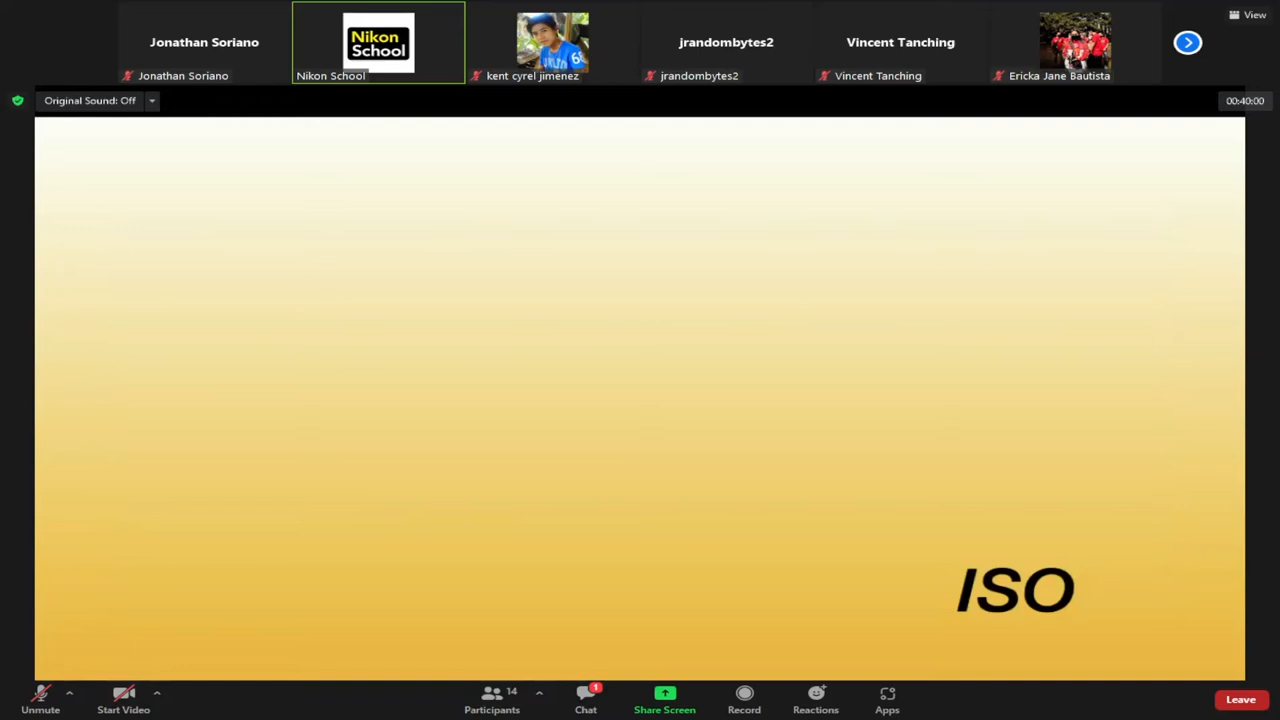 View
Jonathan Soriano
Nikon
School
jrandombytes2
Vincent Tanching
Jonathan Soriano
Nikon School
kent cyrel jimenez
jrandombytes2
Vincent Tanching
Ericka Jane Bautista
Original Sound: Off
00:40:00
ISO
Unmute
Start Video
Participants
14
Chat
1
Share Screen
Record
Reactions
Apps
Leave